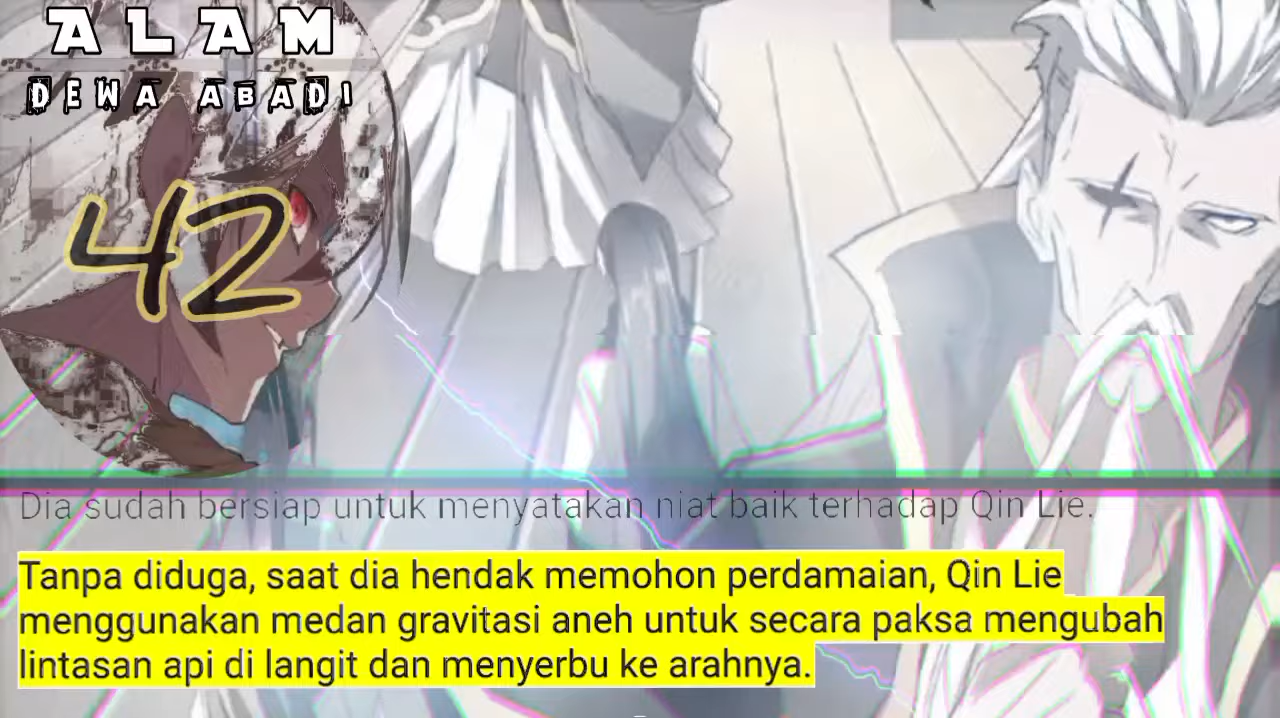 ALAM
DEWA ABADI
42
Dia sudah bersiap untuk menyatakan niat baik terhadap Qin Lie.
Tanpa diduga, saat dia hendak memohon perdamaian, Qin Lie
menggunakan medan gravitasi aneh untuk secara paksa mengubah
lintasan api di langit dan menyerbu ke arahnya.